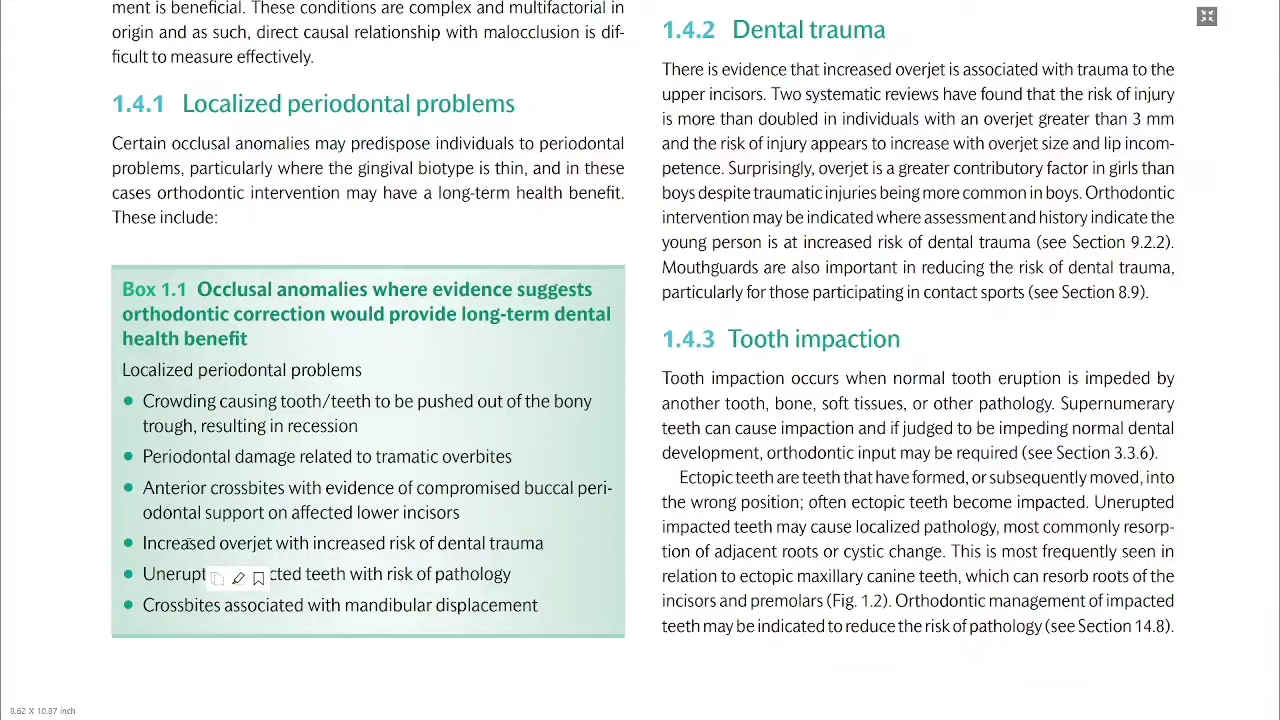 ment is beneficial. These conditions are complex and multifactorial in
origin and as such, direct causal relationship with malocclusion is dif-
ficult to measure effectively.
1.4.1 Localized periodontal problems
Certain occlusal anomalies may predispose individuals to periodontal
problems, particularly where the gingival biotype is thin, and in these
cases orthodontic intervention may have a long-term health benefit.
These include:
Box 1.1 Occlusal anomalies where evidence suggests
orthodontic correction would provide long-term dental
health benefit
Localized periodontal problems
• Crowding causing tooth/teeth to be pushed out of the bony
trough, resulting in recession
• Periodontal damage related to tramatic overbites
• Anterior crossbites with evidence of compromised buccal peri-
odontal support on affected lower incisors
• Increased overjet with increased risk of dental trauma
• teeth with risk of pathology
• Crossbites associated with mandibular displacement
1.4.2 Dental trauma
There is evidence that increased overjet is associated with trauma to the
upper incisors. Two systematic reviews have found that the risk of injury
is more than doubled in individuals with an overjet greater than 3 mm
and the risk of injury appears to increase with overjet size and lip incom-
petence. Surprisingly, overjet is a greater contributory factor in girls than
boys despite traumatic injuries being more common in boys. Orthodontic
intervention may be indicated where assessment and history indicate the
young person is at increased risk of dental trauma (see Section 9.2.2).
Mouthguards are also important in reducing the risk of dental trauma,
particularly for those participating in contact sports (see Section 8.9).
1.4.3 Tooth impaction
Tooth impaction occurs when normal tooth eruption is impeded by
another tooth, bone, soft tissues, or other pathology. Supernumerary
teeth can cause impaction and if judged to be impeding normal dental
development, orthodontic input may be required (see Section 3.3.6).
Ectopic teeth are teeth that have formed, or subsequently moved, into
the wrong position; often ectopic teeth become impacted. Unerupted
impacted teeth may cause localized pathology, most commonly resorp-
tion of adjacent roots or cystic change. This is most frequently seen in
relation to ectopic maxillary canine teeth, which can resorb roots of the
incisors and premolars (Fig. 1.2). Orthodontic management of impacted
teeth may be indicated to reduce the risk of pathology (see Section 14.8).
8.62 X 10.87 inch